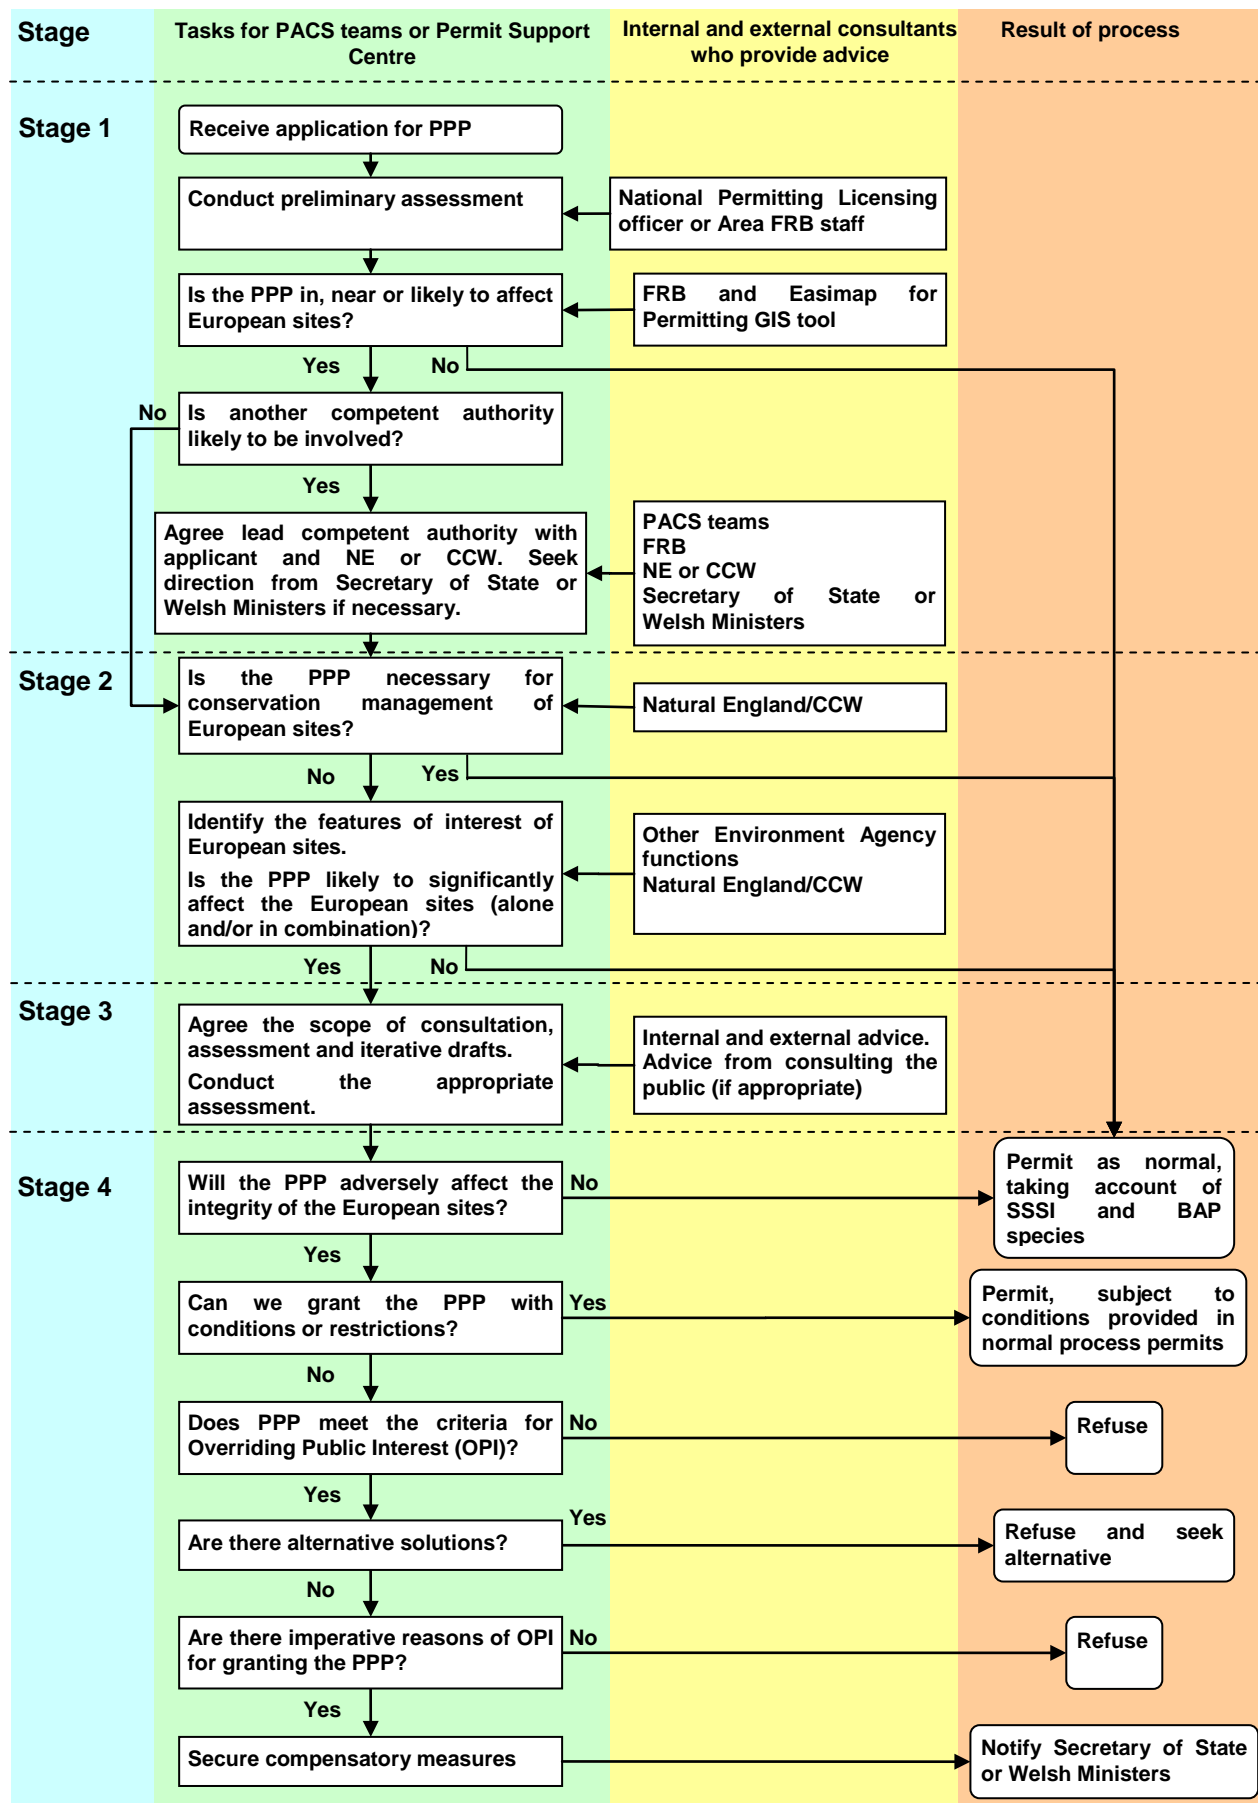 Stage
Tasks for PACS teams or Permit Support
Centre
Internal and external consultants
who provide advice
Result of process
Stage 1
Receive application for PPP
Conduct preliminary assessment
National Permitting Licensing
officer or Area FRB staff
Is the PPP in, near or likely to affect
European sites?
FRB and Easimap for
Permitting GIS tool
Yes
No
No
Is another competent authority
likely to be involved?
Yes
Agree lead competent authority with
applicant and NE or CCW. Seek
direction from Secretary of State or
Welsh Ministers if necessary.
PACS teams
FRB
NE or CCW
Secretary of State or
Welsh Ministers
Stage 2
Is the PPP necessary for
conservation management of
European sites?
Natural England/CCW
No
Yes
Identify the features of interest of
European sites.
Is the PPP likely to significantly
affect the European sites (alone
and/or in combination)?
Other Environment Agency
functions
Natural England/CCW
Yes
No
Stage 3
Agree the scope of consultation,
assessment and iterative drafts.
Conduct the appropriate
assessment.
Internal and external advice.
Advice from consulting the
public (if appropriate)
Stage 4
Will the PPP adversely affect the
integrity of the European sites?
No
Permit as normal,
taking account of
SSSI and BAP
species
Yes
Can we grant the PPP with
conditions or restrictions?
Yes
Permit, subject to
conditions provided in
normal process permits
No
Does PPP meet the criteria for
Overriding Public Interest (OPI)?
No
Refuse
Yes
Are there alternative solutions?
Yes
Refuse and seek
alternative
No
Are there imperative reasons of OPI
for granting the PPP?
No
Refuse
Yes
Secure compensatory measures
Notify Secretary of State
or Welsh Ministers